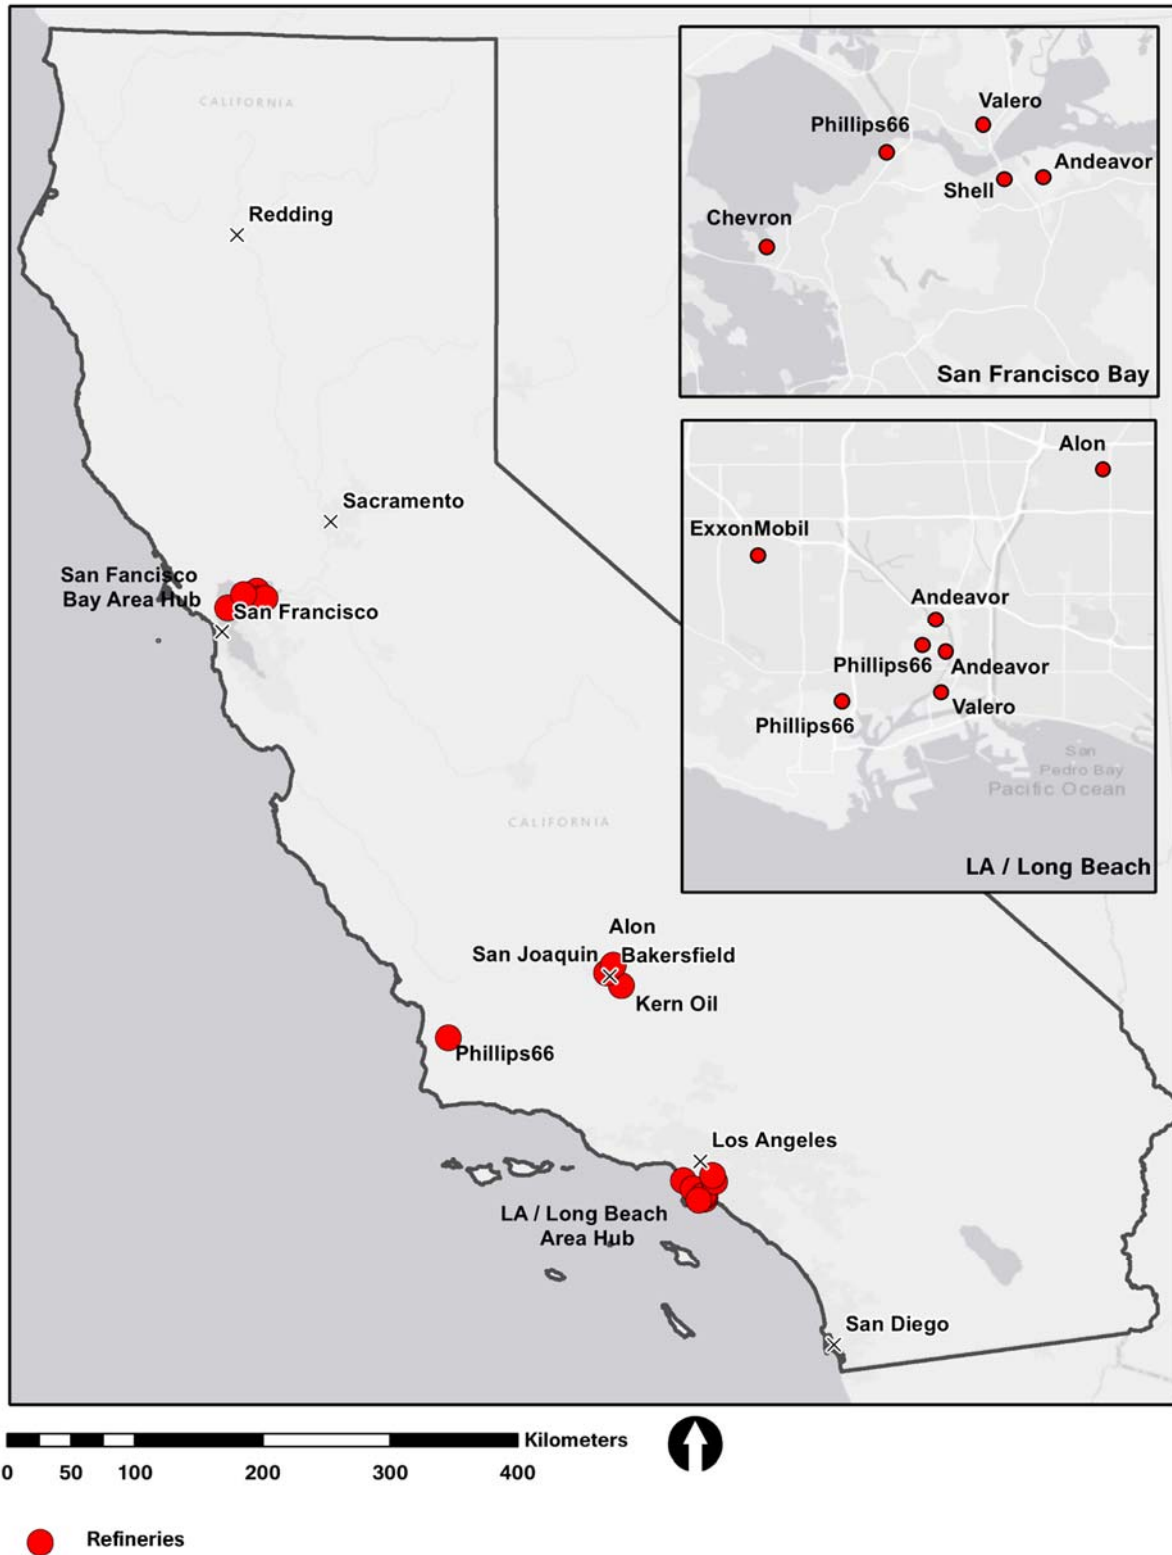 CALIFORNIA
Redding
Sacramento
San Fancisco
Bay Area Hub
San Francisco
Valero
Phillips66
Andeavor
Shell
Chevron
San Francisco Bay
Alon
ExxonMobil
Andeavor
Phillips66
Andeavor
Valero
Phillips66
San
Pedro Bay
Pacific Ocean
LA / Long Beach
CALIFORNIA
Alon
San Joaquin
Bakersfield
Kern Oil
Phillips66
Los Angeles
LA / Long Beach
Area Hub
San Diego
Kilometers
0 50 100 200 300 400
Refineries